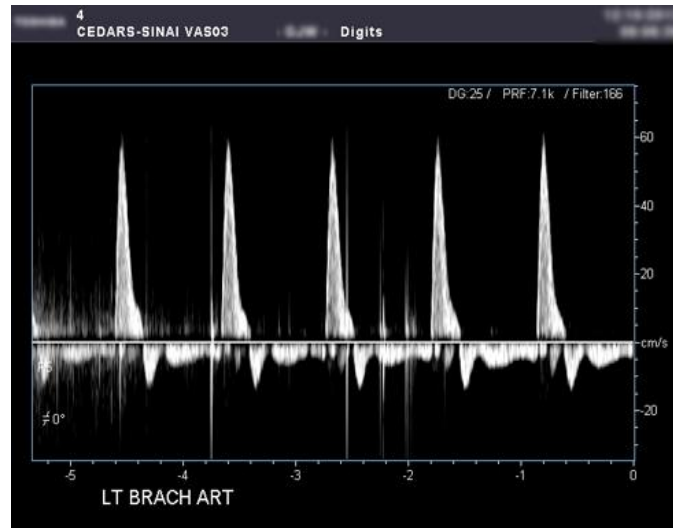 4
CEDARS-SINAI VAS03 Digits
DG:25 / PRF:7.1k / Filter:166
60
40
20
cm/s
-20
-5 -4 -3 -2 -1 0
LT BRACH ART